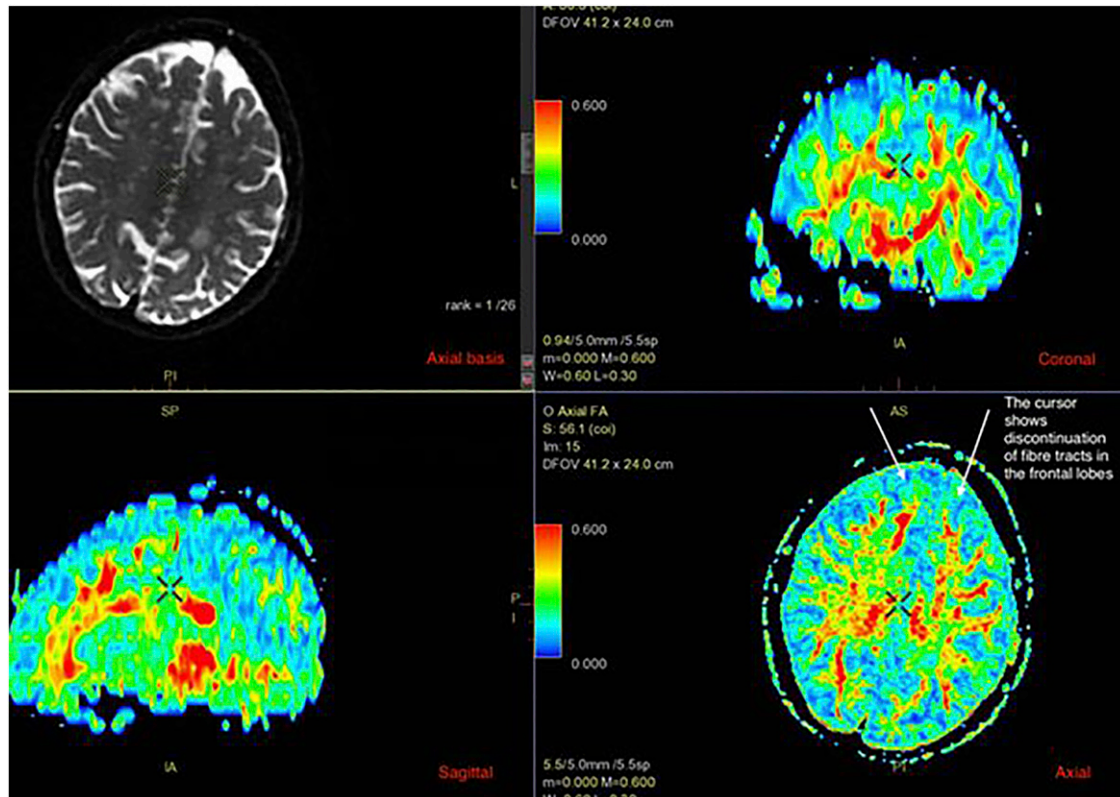 DFOV 41.2 x 24.0 cm
0.600
L
0.000
rank = 1 /26
Axial basis
PI
0.94/5.0mm /5.5sp
m=0.000 M=0.600
W=0.60 L=0.30
IA
Coronal
SP
P
I
IA
Sagittal
O Axial FA
S: 56.1 (coi)
Im: 15
DFOV 41.2 x 24.0 cm
AS
The cursor
shows
discontinuation
of fibre tracts in
the frontal lobes
0.600
0.000
5.5/5.0mm /5.5sp
m=0.000 M=0.600
PI
Axial